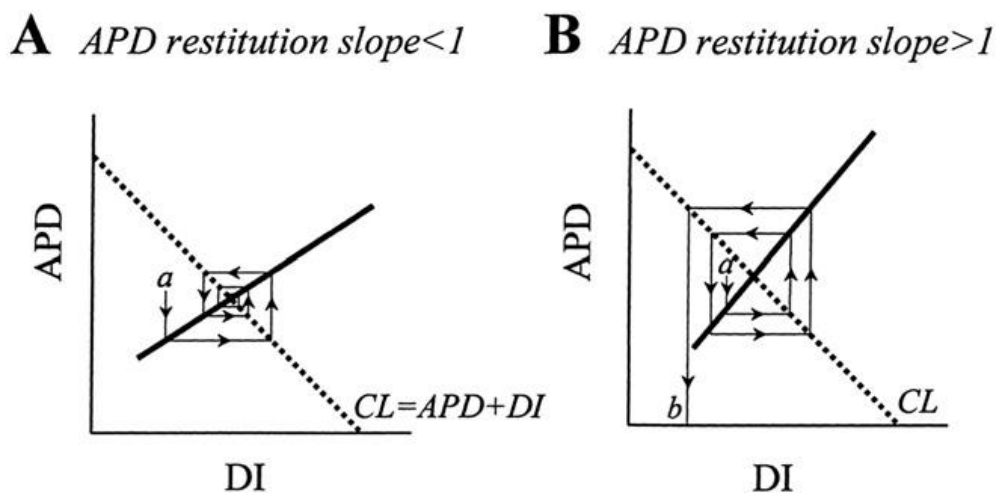 A APD restitution slope<1
APD
a
CL=APD+DI
DI
B APD restitution slope>1
APD
a
b
CL
DI